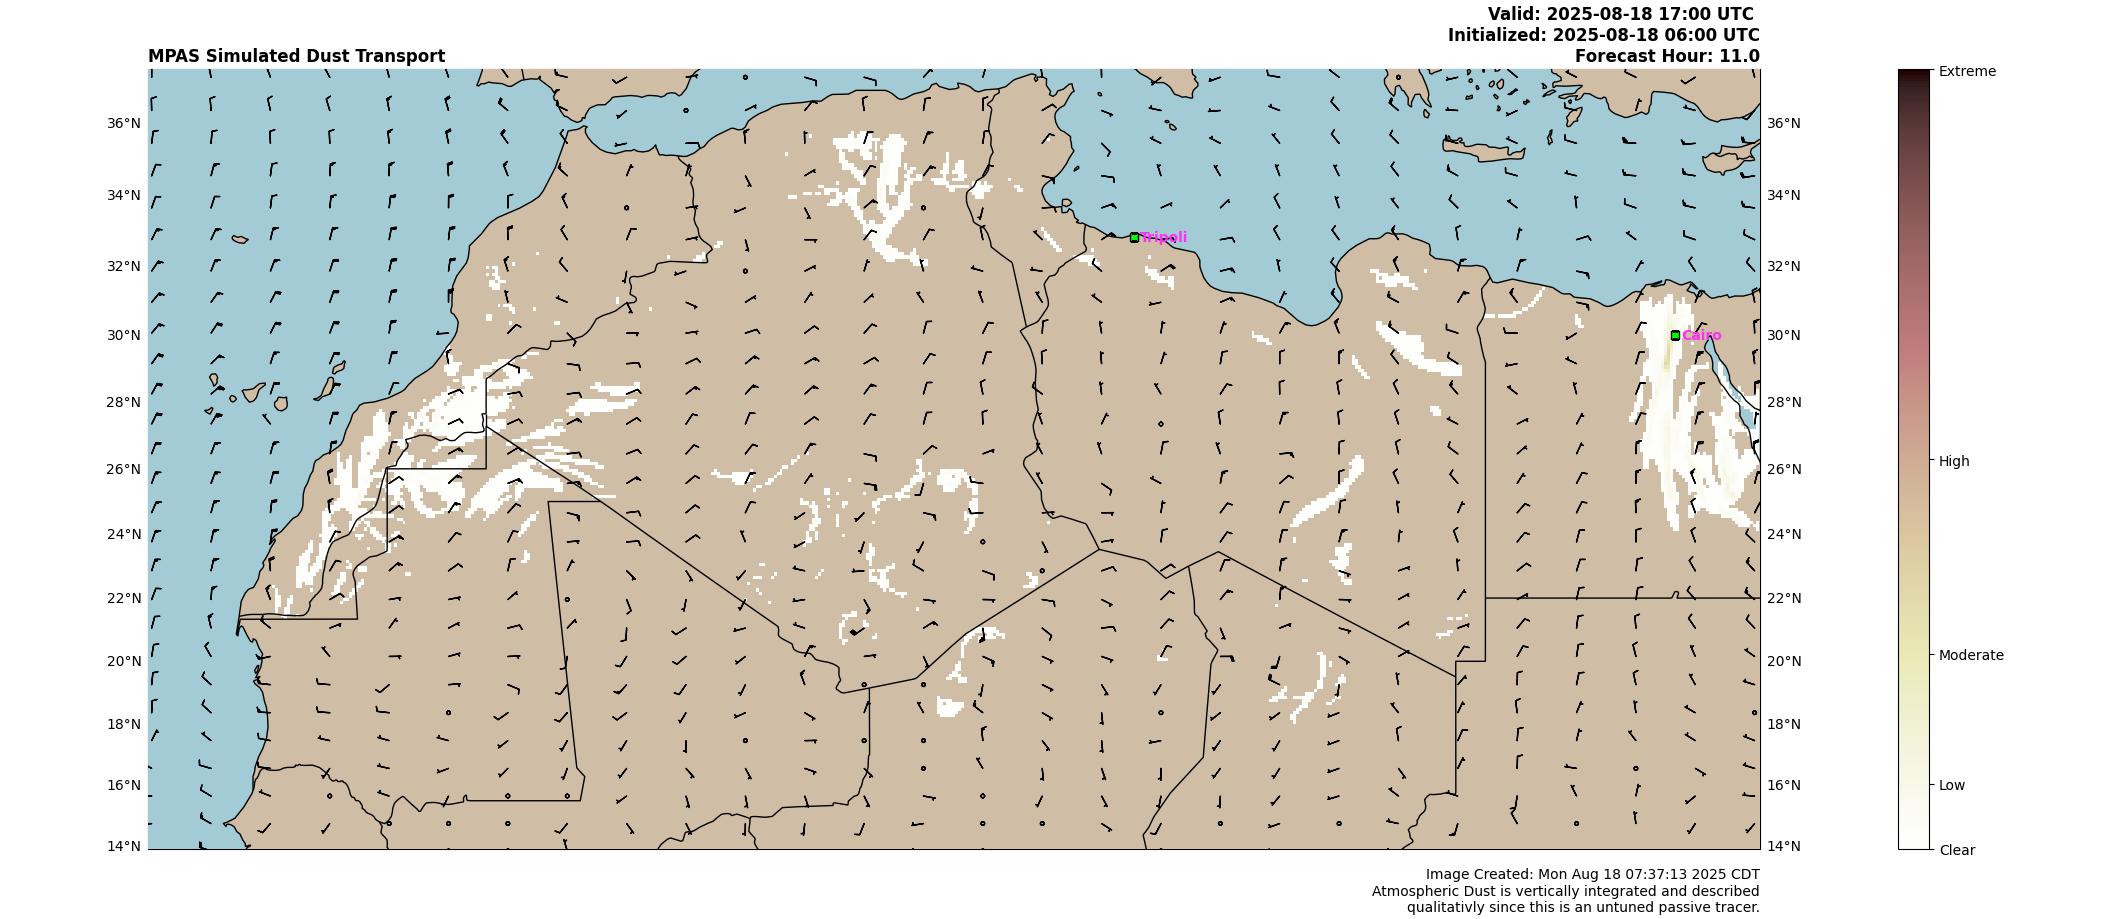 Valid: 2025-08-18 17:00 UTC
Initialized: 2025-08-18 06:00 UTC
MPAS Simulated Dust Transport
Forecast Hour: 11.0
Extreme
36°N 36°N
34°N 34°N
Tripoli
32°N 32°N
30°N Cairo 30°N
28°N 28°N
26°N 26°N
High
24°N 24°N
22°N 22°N
Moderate
20°N 20°N
18°N 18°N
16°N 16°N
Low
14°N 14°N
Clear
Image Created: Mon Aug 18 07:37:13 2025 CDT
Atmospheric Dust is vertically integrated and described
qualitativly since this is an untuned passive tracer.